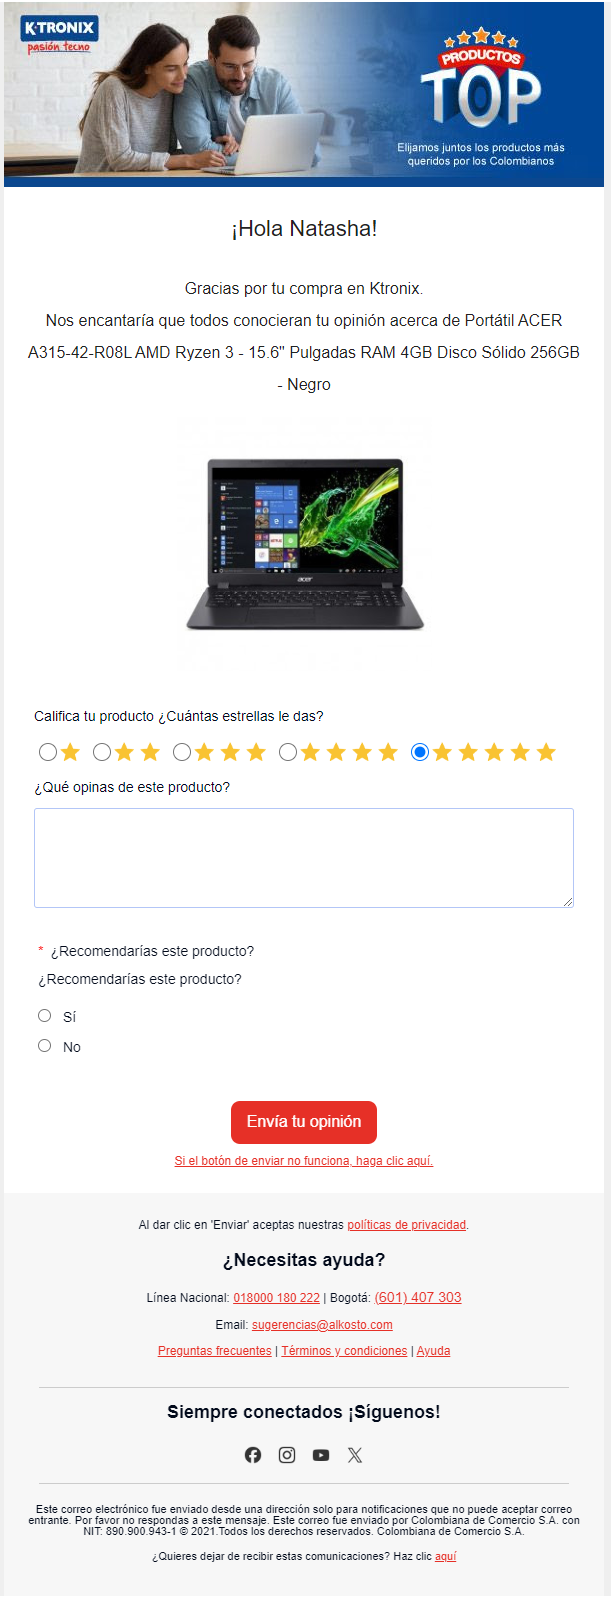 K-TRONIX
pasión tecno
PRODUCTOS
TOP
Elijamos juntos los productos más
queridos por los Colombianos
¡Hola Natasha!
Gracias por tu compra en Ktronix.
Nos encantaría que todos conocieran tu opinión acerca de Portátil ACER
A315-42-R08L AMD Ryzen 3 - 15.6" Pulgadas RAM 4GB Disco Sólido 256GB
- Negro
acer
Califica tu producto ¿Cuántas estrellas le das?
¿Qué opinas de este producto?
* ¿Recomendarías este producto?
¿Recomendarías este producto?
Sí
No
Envía tu opinión
Si el botón de enviar no funciona, haga clic aquí.
Al dar clic en 'Enviar' aceptas nuestras políticas de privacidad.
¿Necesitas ayuda?
Línea Nacional: 018000 180 222 | Bogotá: (601) 407 303
Email: sugerencias@alkosto.com
Preguntas frecuentes | Términos y condiciones | Ayuda
Siempre conectados ¡Síguenos!
Este correo electrónico fue enviado desde una dirección solo para notificaciones que no puede aceptar correo
entrante. Por favor no respondas a este mensaje. Este correo fue enviado por Colombiana de Comercio S.A. con
NIT: 890.900.943-1 © 2021.Todos los derechos reservados. Colombiana de Comercio S.A.
¿Quieres dejar de recibir estas comunicaciones? Haz clic aquí